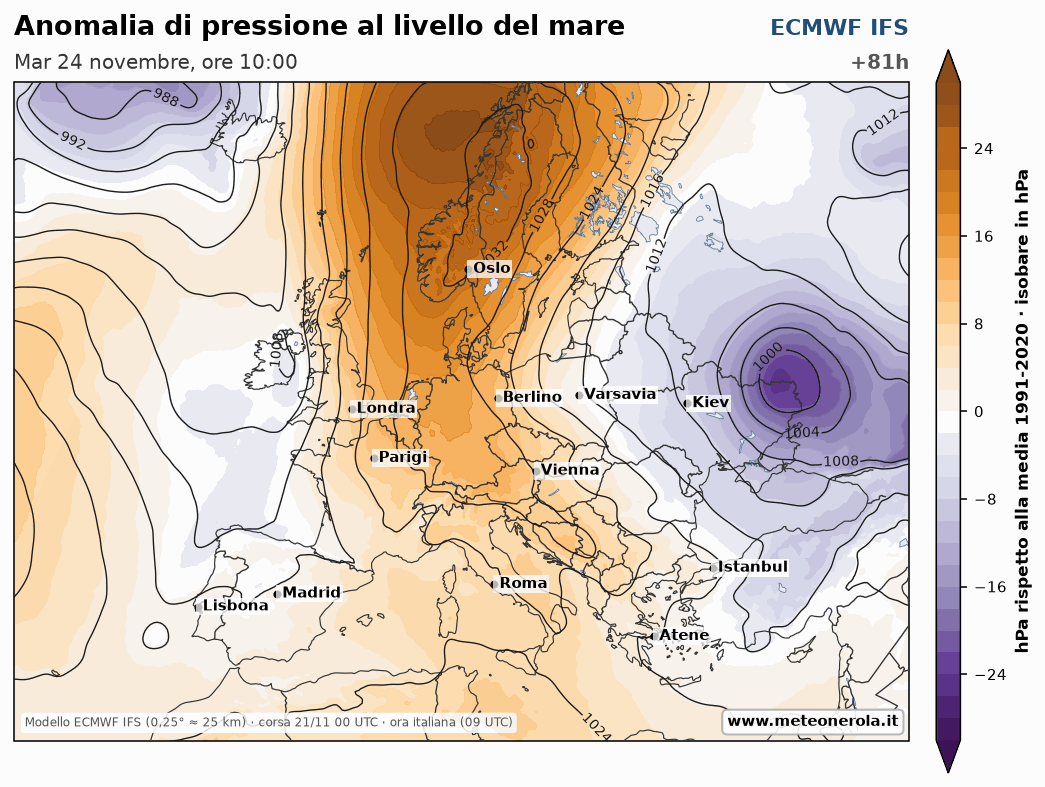 Anomalia di pressione al livello del mare
ECMWF IFS
Mar 24 novembre, ore 10:00
+81h
988
992
1012
1016
1024
1028
1012
1032
0
Oslo
1008
1000
Londra
Berlino
Varsavia
Kiev
1004
Parigi
Vienna
1008
Istanbul
Roma
Madrid
Lisbona
Atene
1024
Modello ECMWF IFS (0,25° ≈ 25 km) · corsa 21/11 00 UTC · ora italiana (09 UTC)
www.meteonerola.it
24
16
8
0
−8
−16
−24
hPa rispetto alla media 1991-2020 · isobare in hPa